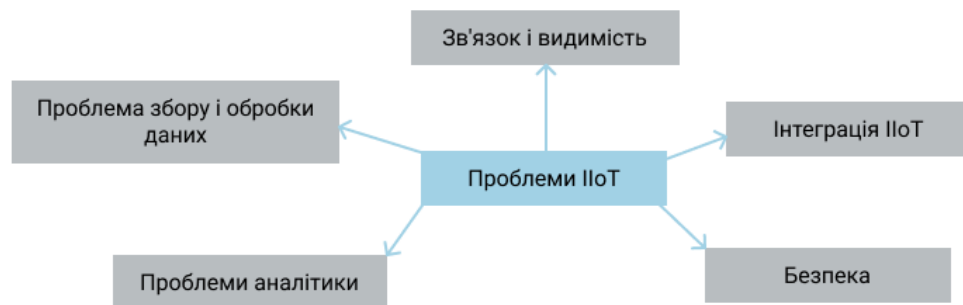 Зв'язок і видимість
Проблема збору і обробки
даних
Інтеграція IIoT
Проблеми IIoT
Проблеми аналітики
Безпека